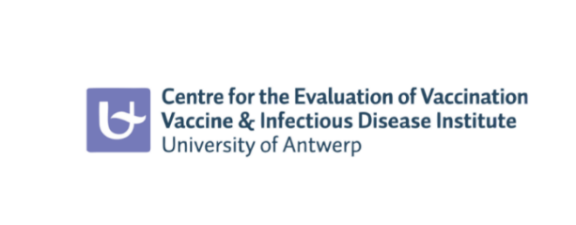 Centre for the Evaluation of Vaccination
Vaccine & Infectious Disease Institute
University of Antwerp